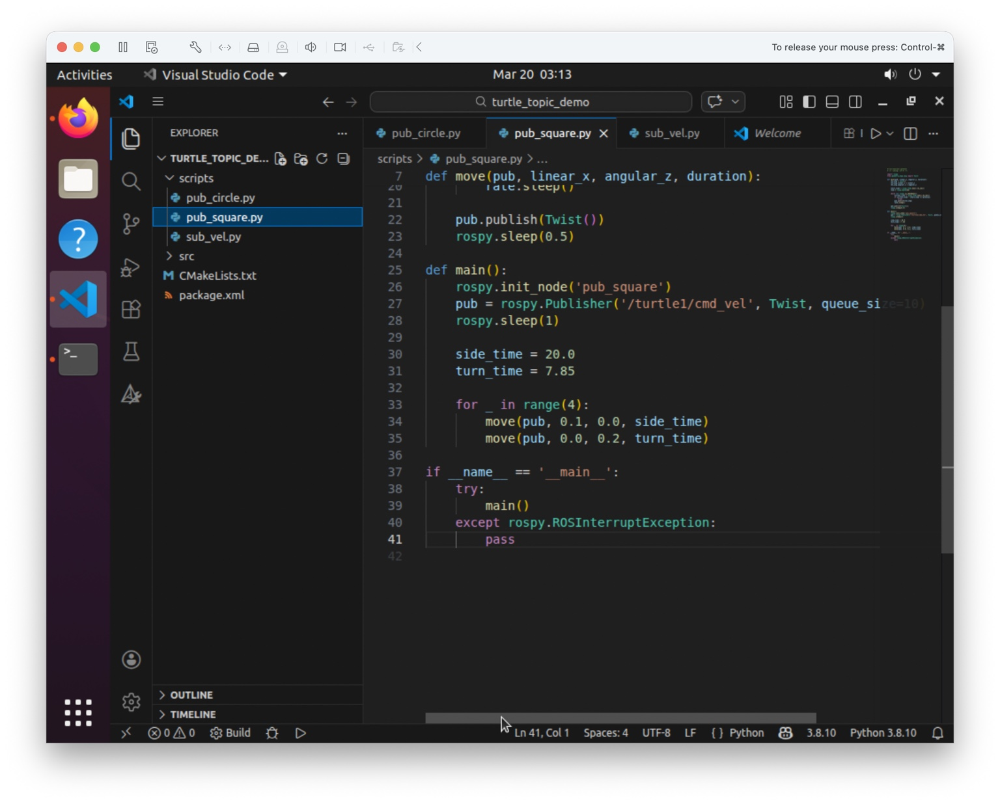 To release your mouse press: Control-⌘
Activities
Visual Studio Code
Mar 20 03:13
turtle_topic_demo
EXPLORER
TURTLE_TOPIC_DE...
scripts
pub_circle.py
pub_square.py
sub_vel.py
src
CMakeLists.txt
package.xml
OUTLINE
TIMELINE
pub_circle.py
pub_square.py
sub_vel.py
Welcome
scripts > pub_square.py > ...
7 def move(pub, linear_x, angular_z, duration):
20 rate.sleep()
21
22 pub.publish(Twist())
23 rospy.sleep(0.5)
24
25 def main():
26 rospy.init_node('pub_square')
27 pub = rospy.Publisher('/turtle1/cmd_vel', Twist, queue_size=10)
28 rospy.sleep(1)
29
30 side_time = 20.0
31 turn_time = 7.85
32
33 for _ in range(4):
34 move(pub, 0.1, 0.0, side_time)
35 move(pub, 0.0, 0.2, turn_time)
36
37 if __name__ == '__main__':
38 try:
39 main()
40 except rospy.ROSInterruptException:
41 pass
42
0 0 Build
Ln 41, Col 1 Spaces: 4 UTF-8 LF { } Python 3.8.10 Python 3.8.10